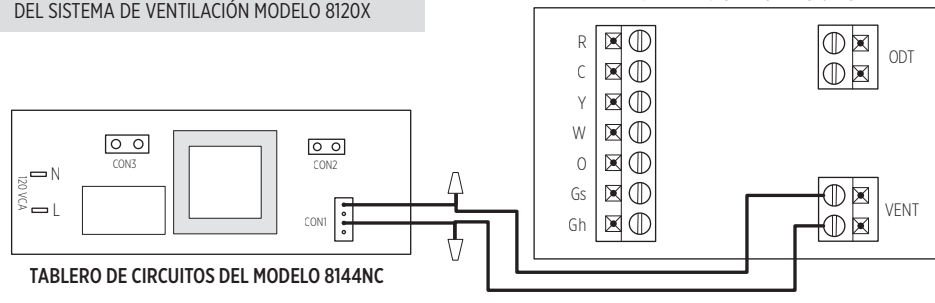 DEL SISTEMA DE VENTILACIÓN MODELO 8120X
R
C
Y
W
O
Gs
Gh
ODT
VENT
CON3
CON2
CON1
120 VCA
N
L
TABLERO DE CIRCUITOS DEL MODELO 8144NC